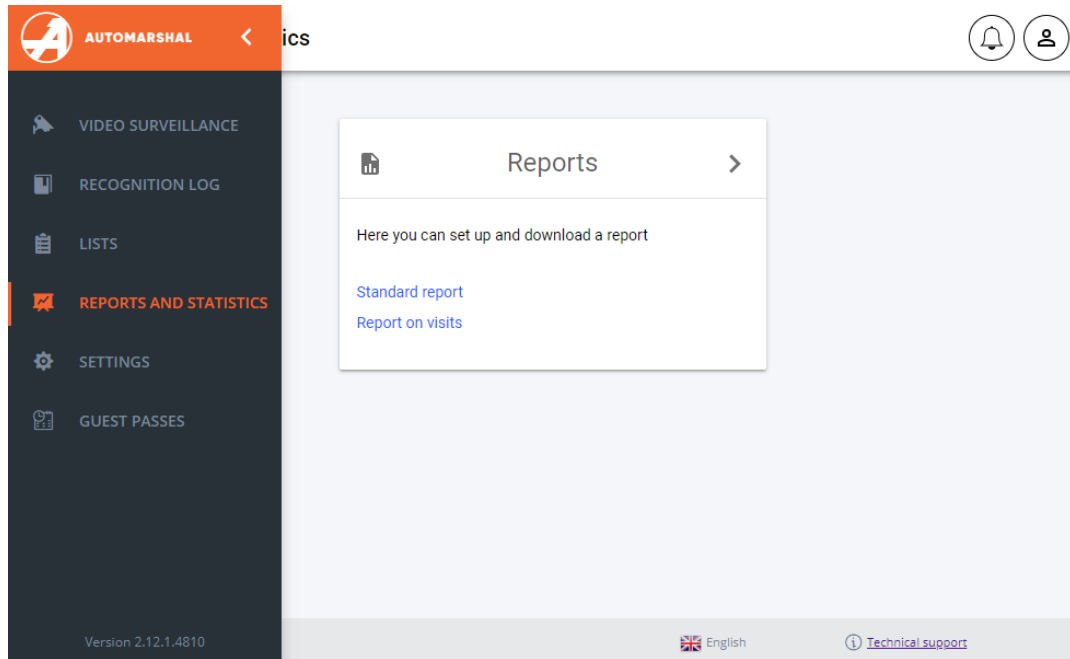 AUTOMARSHAL
ics
VIDEO SURVEILLANCE
RECOGNITION LOG
LISTS
REPORTS AND STATISTICS
SETTINGS
GUEST PASSES
Reports
Here you can set up and download a report
Standard report
Report on visits
Version 2.12.1.4810
English
Technical support